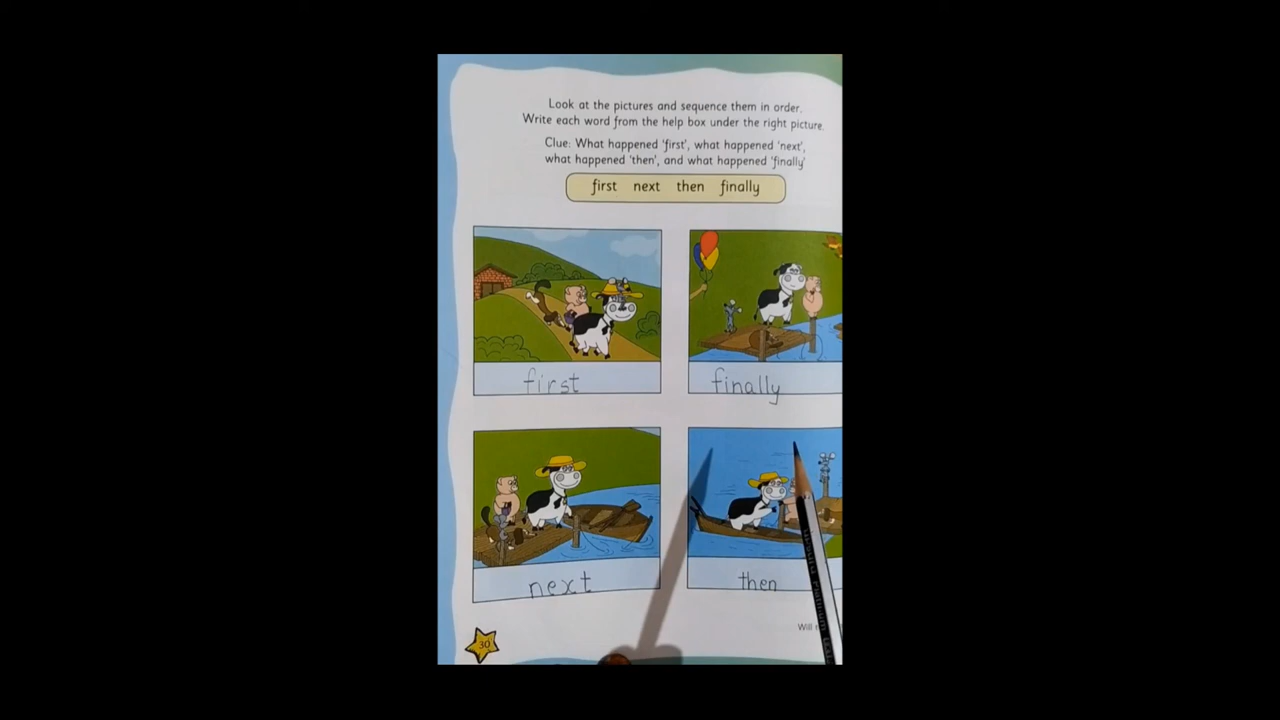 Look at the pictures and sequence them in order.
Write each word from the help box under the right picture.
Clue: What happened 'first', what happened 'next',
what happened 'then', and what happened 'finally'
first next then finally
first
finally
next
then
30
Will